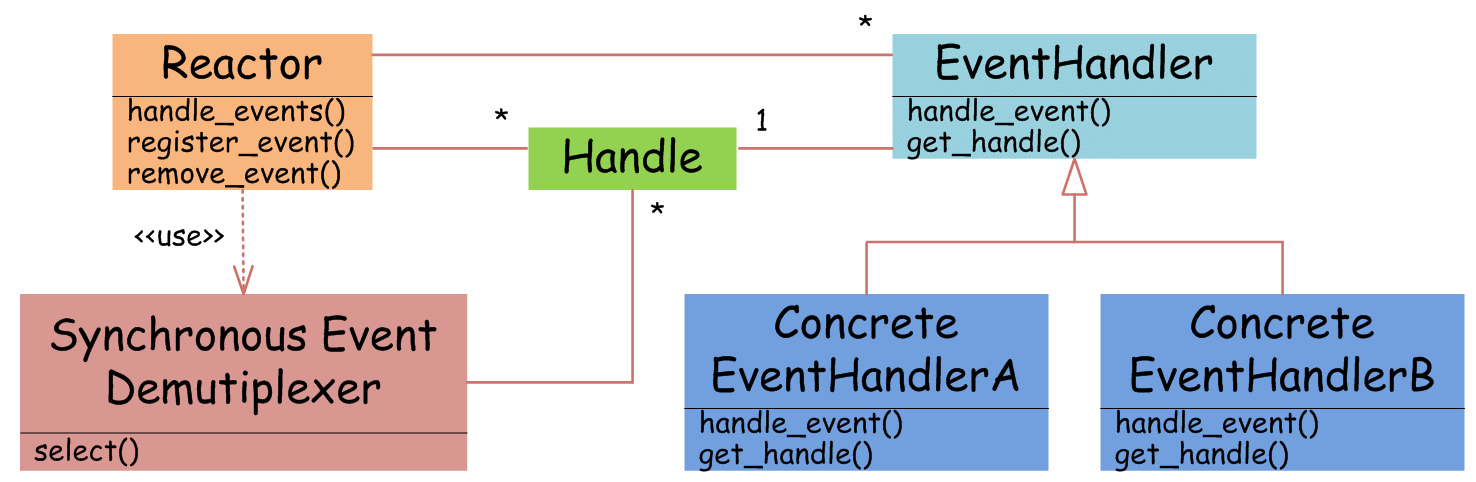 *
Reactor
EventHandler
handle_events()
register_event()
remove_event()
*
1
handle_event()
get_handle()
Handle
*
<<use>>
Synchronous Event
Demutiplexer
select()
Concrete
EventHandlerA
handle_event()
get_handle()
Concrete
EventHandlerB
handle_event()
get_handle()